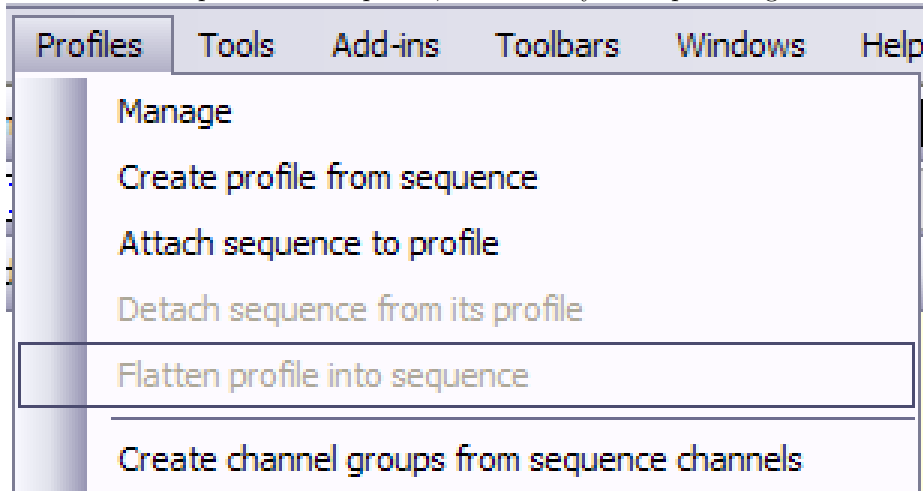 Profiles Tools Add-ins Toolbars Windows Help
Manage
Create profile from sequence
Attach sequence to profile
Detach sequence from its profile
Flatten profile into sequence
Create channel groups from sequence channels